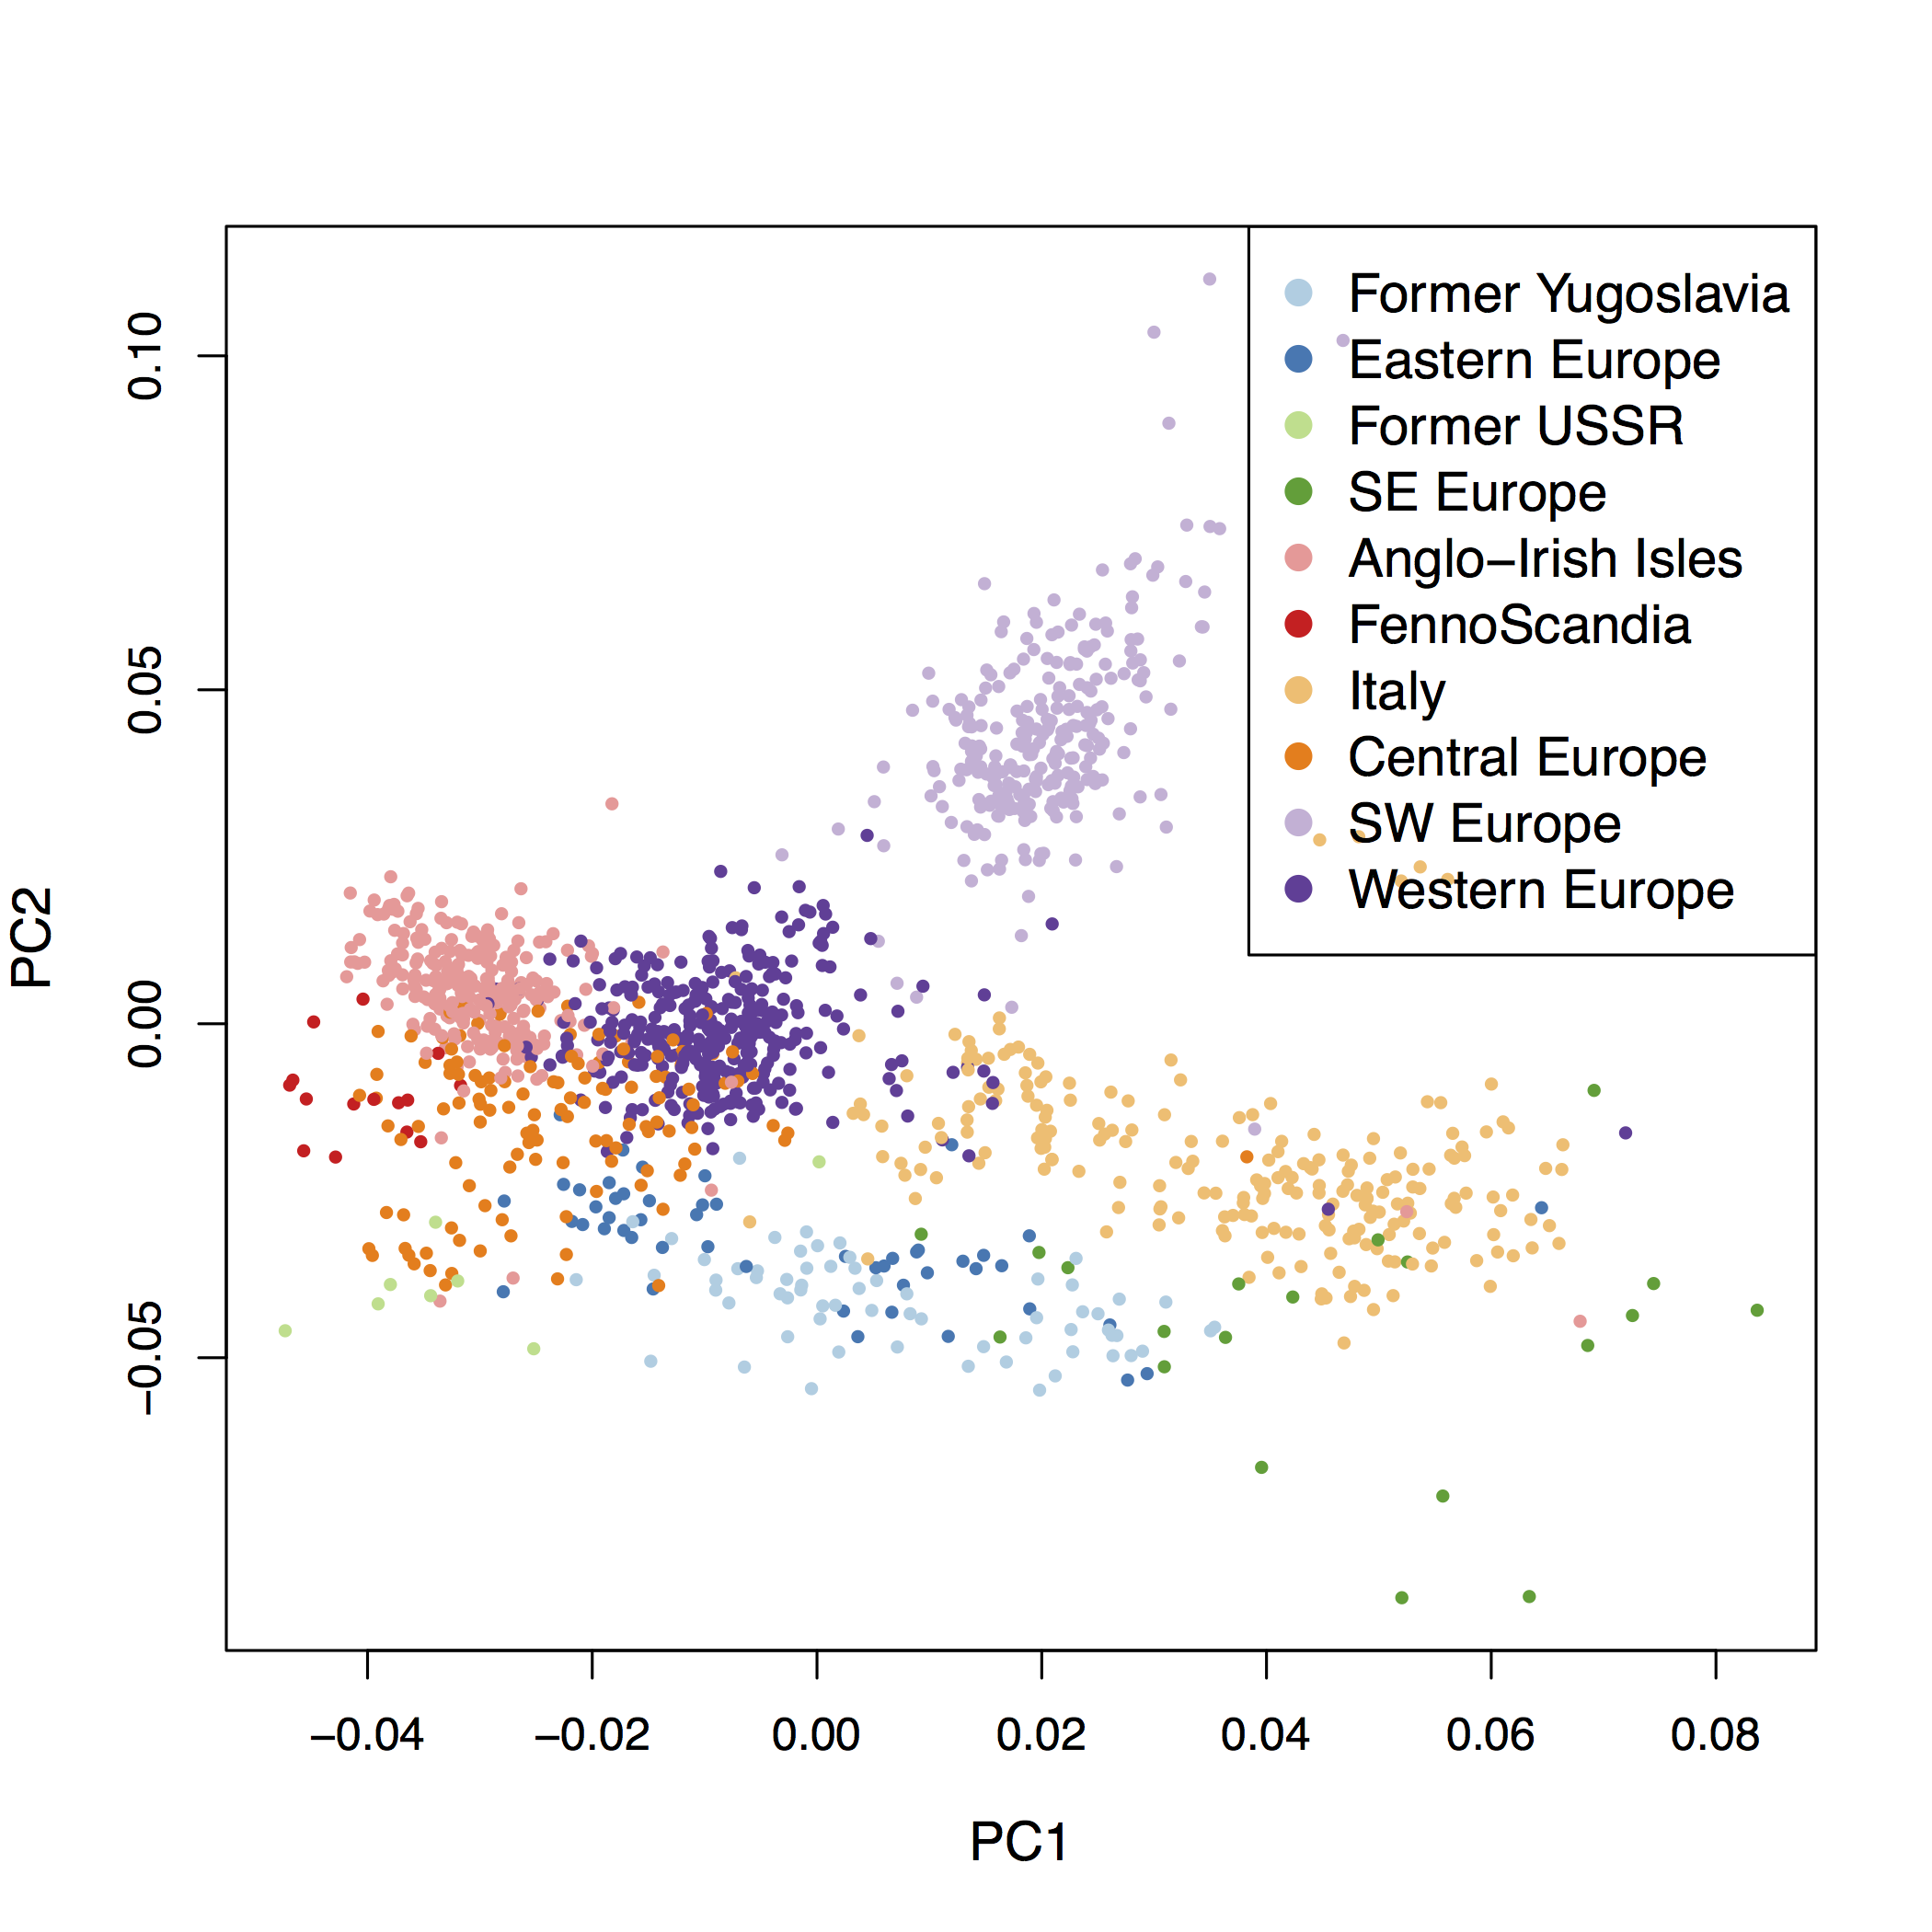 Former Yugoslavia
Eastern Europe
Former USSR
SE Europe
Anglo−Irish Isles
FennoScandia
Italy
Central Europe
SW Europe
Western Europe
0.10
0.05
0.00
−0.05
PC2
−0.04
−0.02
0.00
0.02
0.04
0.06
0.08
PC1